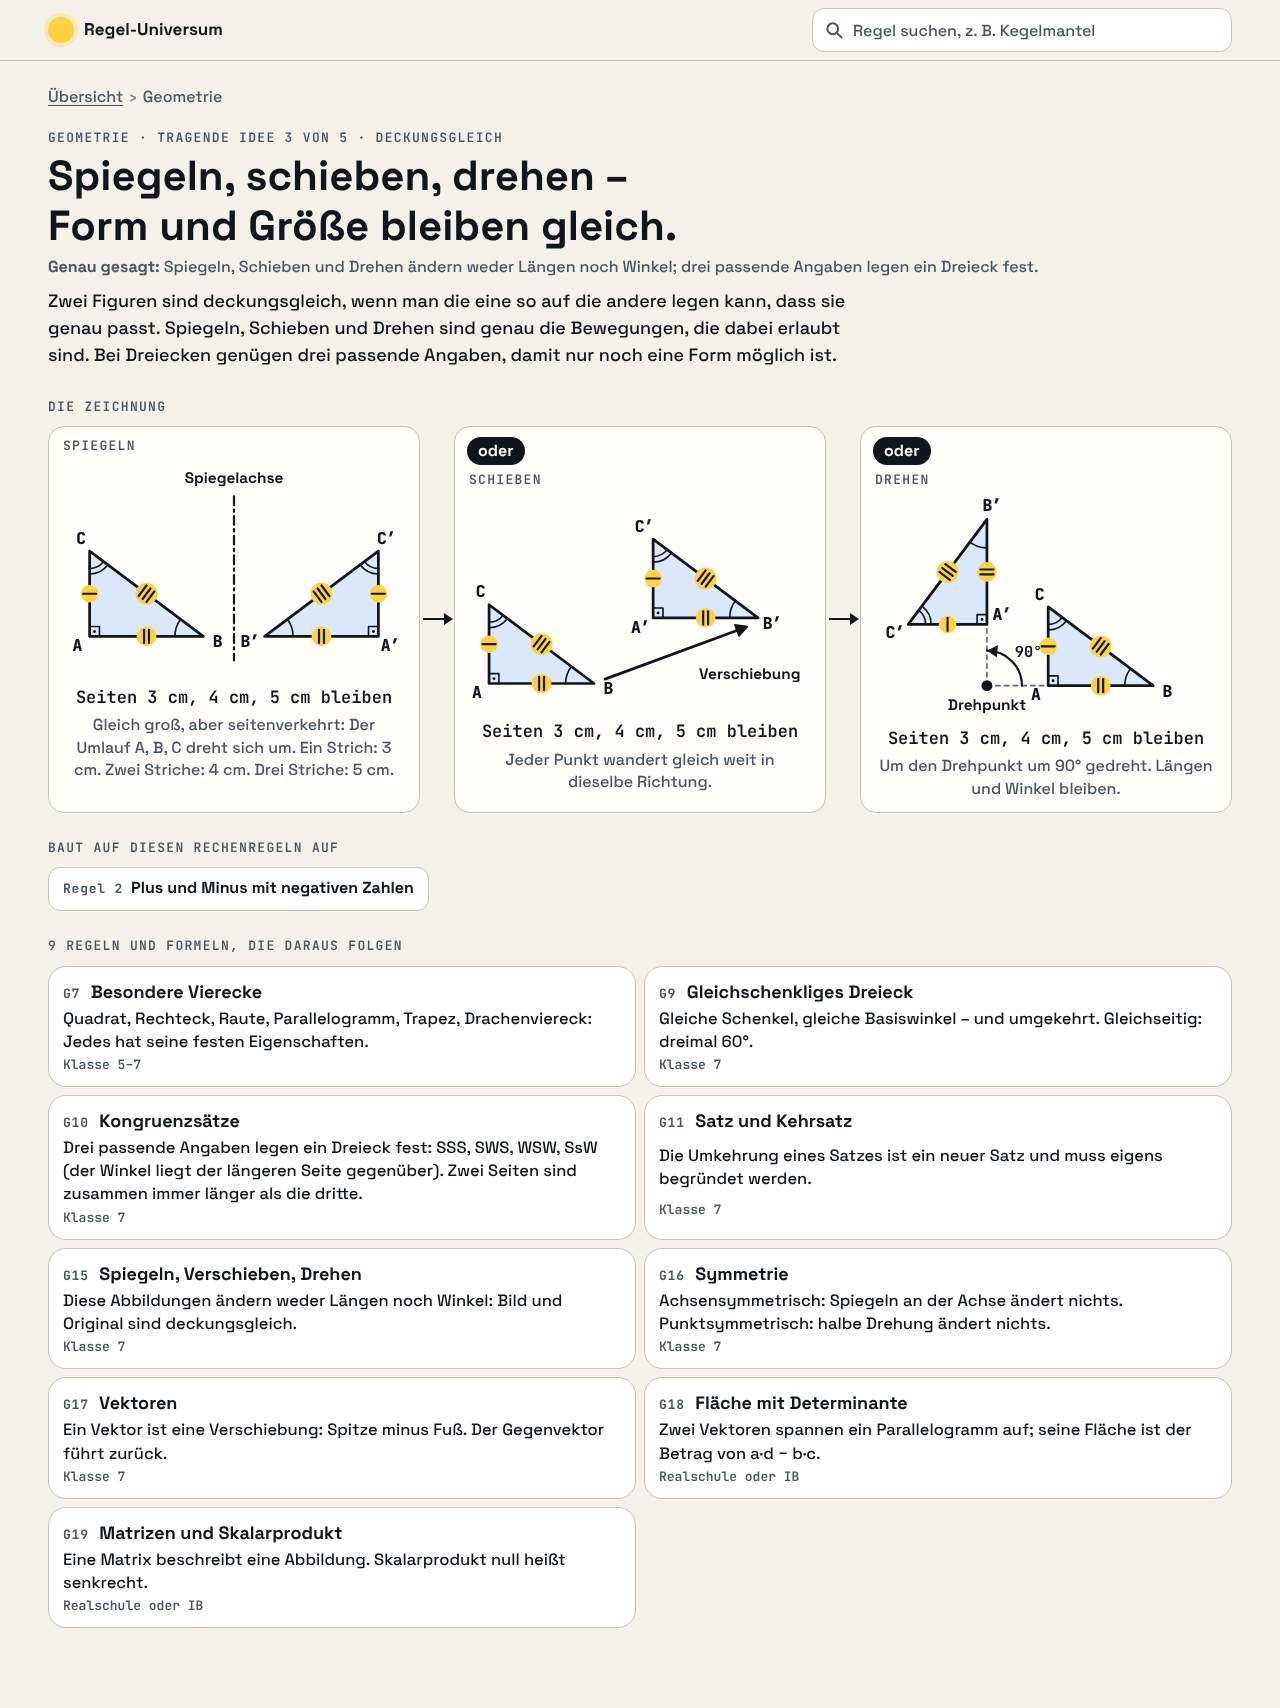 Regel-Universum
Regel suchen, z. B. Kegelmantel
Übersicht > Geometrie
GEOMETRIE · TRAGENDE IDEE 3 VON 5 · DECKUNGSGLEICH
Spiegeln, schieben, drehen –
Form und Größe bleiben gleich.
Genau gesagt: Spiegeln, Schieben und Drehen ändern weder Längen noch Winkel; drei passende Angaben legen ein Dreieck fest.
Zwei Figuren sind deckungsgleich, wenn man die eine so auf die andere legen kann, dass sie
genau passt. Spiegeln, Schieben und Drehen sind genau die Bewegungen, die dabei erlaubt
sind. Bei Dreiecken genügen drei passende Angaben, damit nur noch eine Form möglich ist.
DIE ZEICHNUNG
SPIEGELN
Spiegelachse
C
C′
A
B
B′
A′
Seiten 3 cm, 4 cm, 5 cm bleiben
Gleich groß, aber seitenverkehrt: Der
Umlauf A, B, C dreht sich um. Ein Strich: 3
cm. Zwei Striche: 4 cm. Drei Striche: 5 cm.
oder
SCHIEBEN
C′
C
A′
B′
Verschiebung
A
B
Seiten 3 cm, 4 cm, 5 cm bleiben
Jeder Punkt wandert gleich weit in
dieselbe Richtung.
oder
DREHEN
B′
C
A′
C′
90°
A
B
Drehpunkt
Seiten 3 cm, 4 cm, 5 cm bleiben
Um den Drehpunkt um 90° gedreht. Längen
und Winkel bleiben.
BAUT AUF DIESEN RECHENREGELN AUF
Regel 2 Plus und Minus mit negativen Zahlen
9 REGELN UND FORMELN, DIE DARAUS FOLGEN
G7 Besondere Vierecke
Quadrat, Rechteck, Raute, Parallelogramm, Trapez, Drachenviereck:
Jedes hat seine festen Eigenschaften.
Klasse 5–7
G9 Gleichschenkliges Dreieck
Gleiche Schenkel, gleiche Basiswinkel – und umgekehrt. Gleichseitig:
dreimal 60°.
Klasse 7
G10 Kongruenzsätze
Drei passende Angaben legen ein Dreieck fest: SSS, SWS, WSW, SsW
(der Winkel liegt der längeren Seite gegenüber). Zwei Seiten sind
zusammen immer länger als die dritte.
Klasse 7
G11 Satz und Kehrsatz
Die Umkehrung eines Satzes ist ein neuer Satz und muss eigens
begründet werden.
Klasse 7
G15 Spiegeln, Verschieben, Drehen
Diese Abbildungen ändern weder Längen noch Winkel: Bild und
Original sind deckungsgleich.
Klasse 7
G16 Symmetrie
Achsensymmetrisch: Spiegeln an der Achse ändert nichts.
Punktsymmetrisch: halbe Drehung ändert nichts.
Klasse 7
G17 Vektoren
Ein Vektor ist eine Verschiebung: Spitze minus Fuß. Der Gegenvektor
führt zurück.
Klasse 7
G18 Fläche mit Determinante
Zwei Vektoren spannen ein Parallelogramm auf; seine Fläche ist der
Betrag von a·d − b·c.
Realschule oder IB
G19 Matrizen und Skalarprodukt
Eine Matrix beschreibt eine Abbildung. Skalarprodukt null heißt
senkrecht.
Realschule oder IB